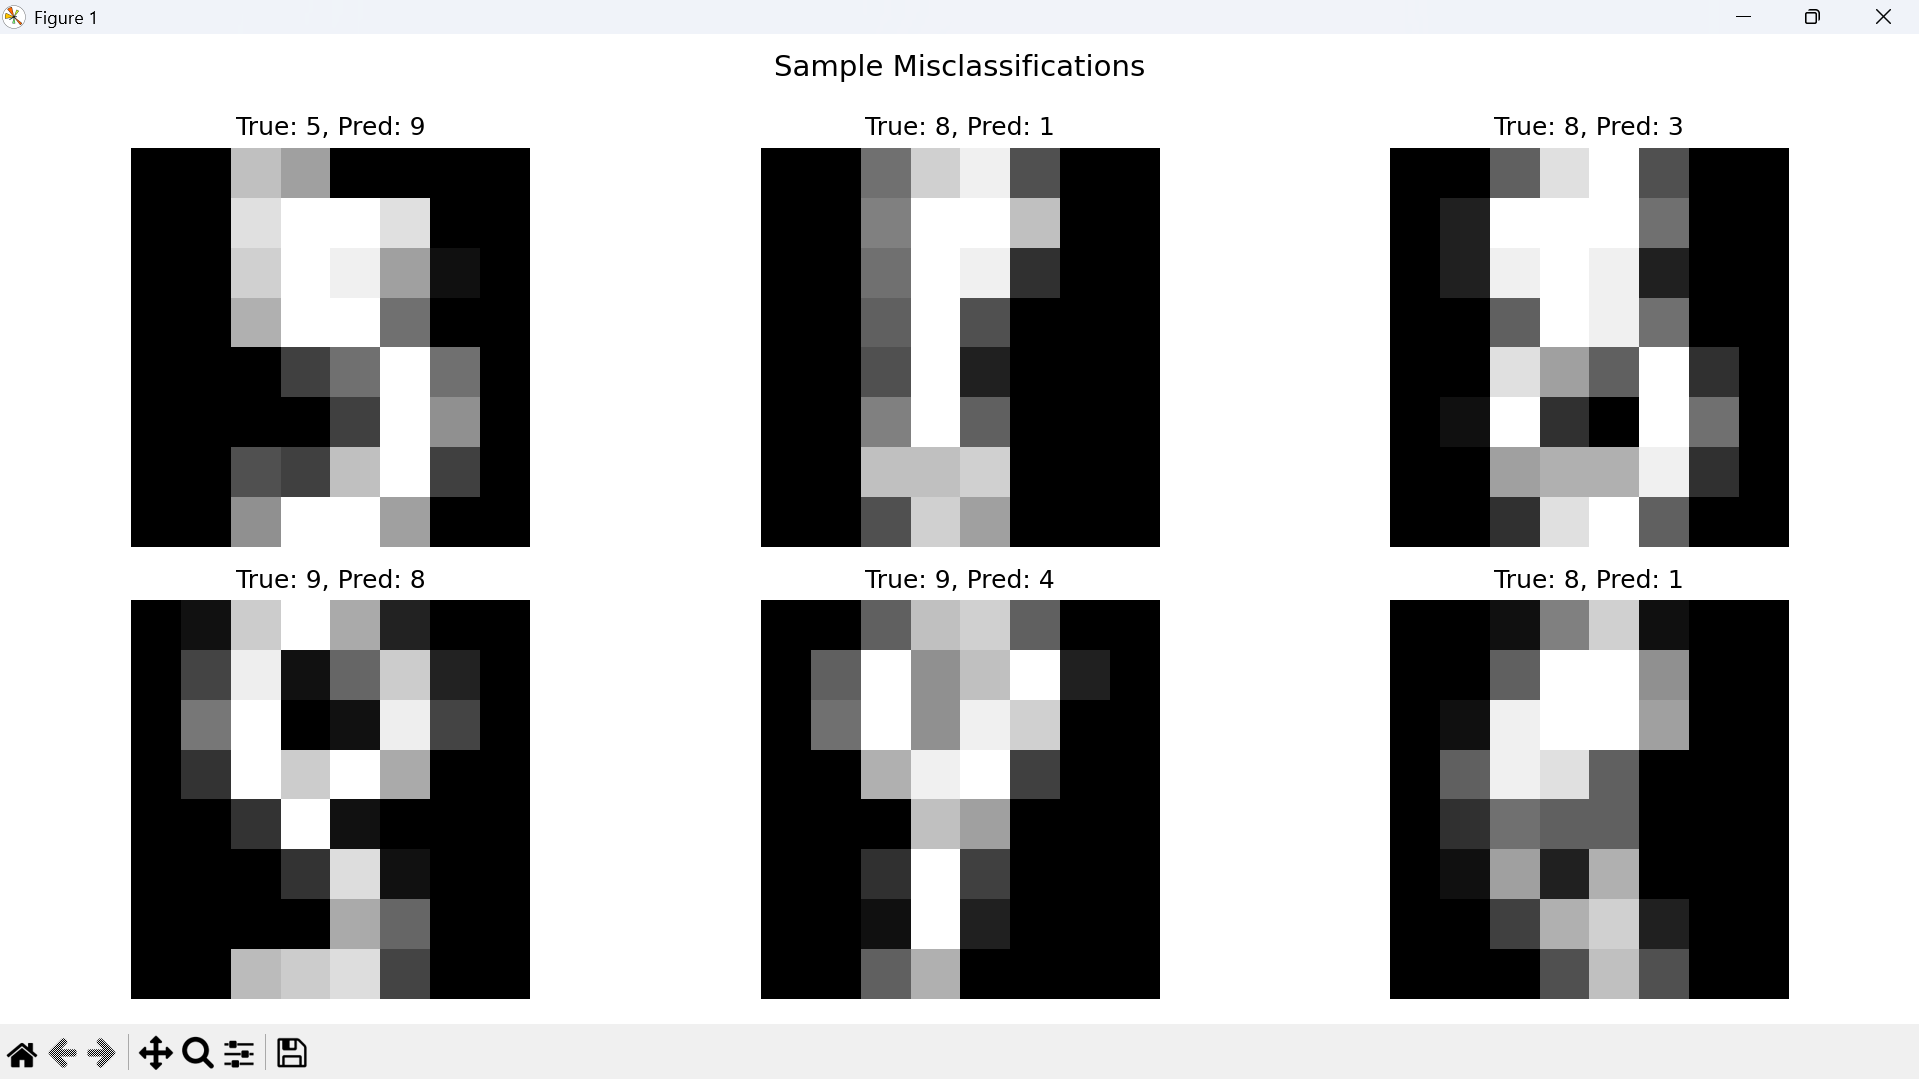 Figure 1
Sample Misclassifications
True: 5, Pred: 9
True: 8, Pred: 1
True: 8, Pred: 3
True: 9, Pred: 8
True: 9, Pred: 4
True: 8, Pred: 1